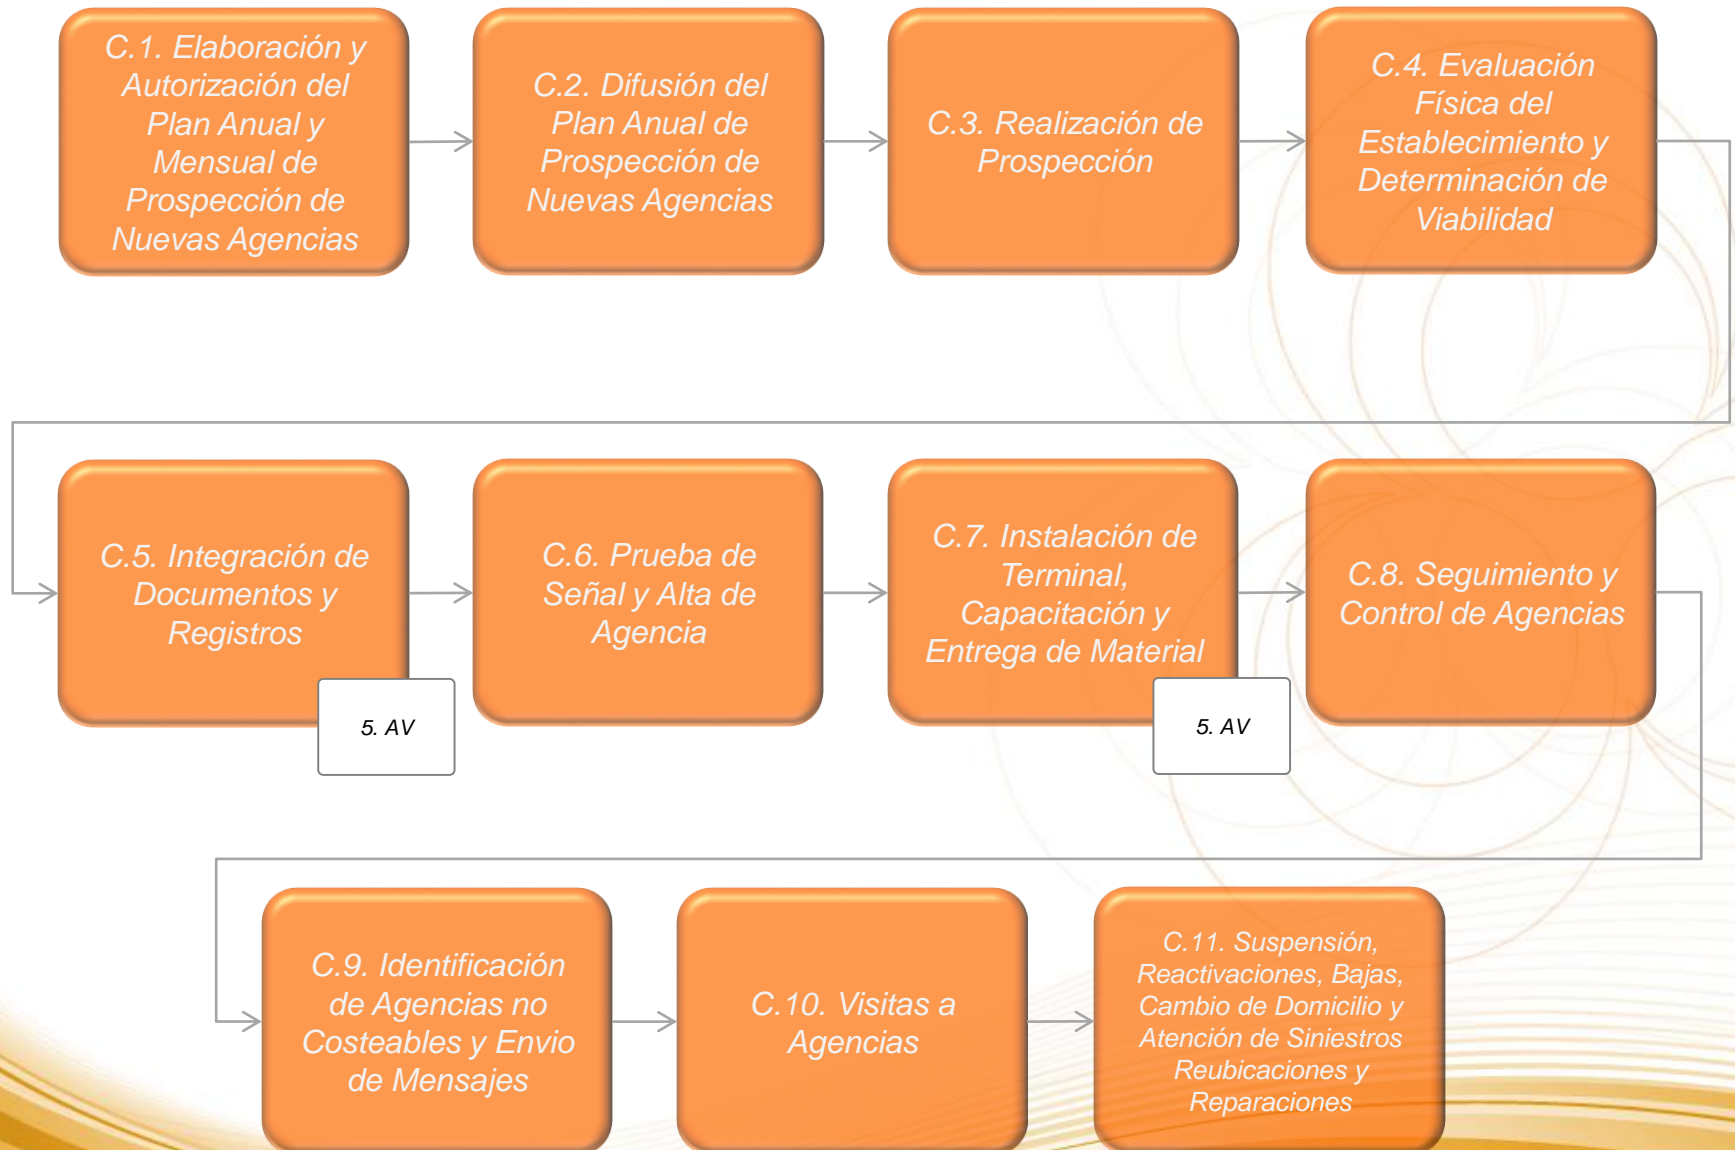 C.1. Elaboración y
Autorización del
Plan Anual y
Mensual de
Prospección de
Nuevas Agencias
C.2. Difusión del
Plan Anual de
Prospección de
Nuevas Agencias
C.3. Realización de
Prospección
C.4. Evaluación
Física del
Establecimiento y
Determinación de
Viabilidad
C.5. Integración de
Documentos y
Registros
5. AV
C.6. Prueba de
Señal y Alta de
Agencia
C.7. Instalación de
Terminal,
Capacitación y
Entrega de Material
5. AV
C.8. Seguimiento y
Control de Agencias
C.9. Identificación
de Agencias no
Costeables y Envio
de Mensajes
C.10. Visitas a
Agencias
C.11. Suspensión,
Reactivaciones, Bajas,
Cambio de Domicilio y
Atención de Siniestros
Reubicaciones y
Reparaciones